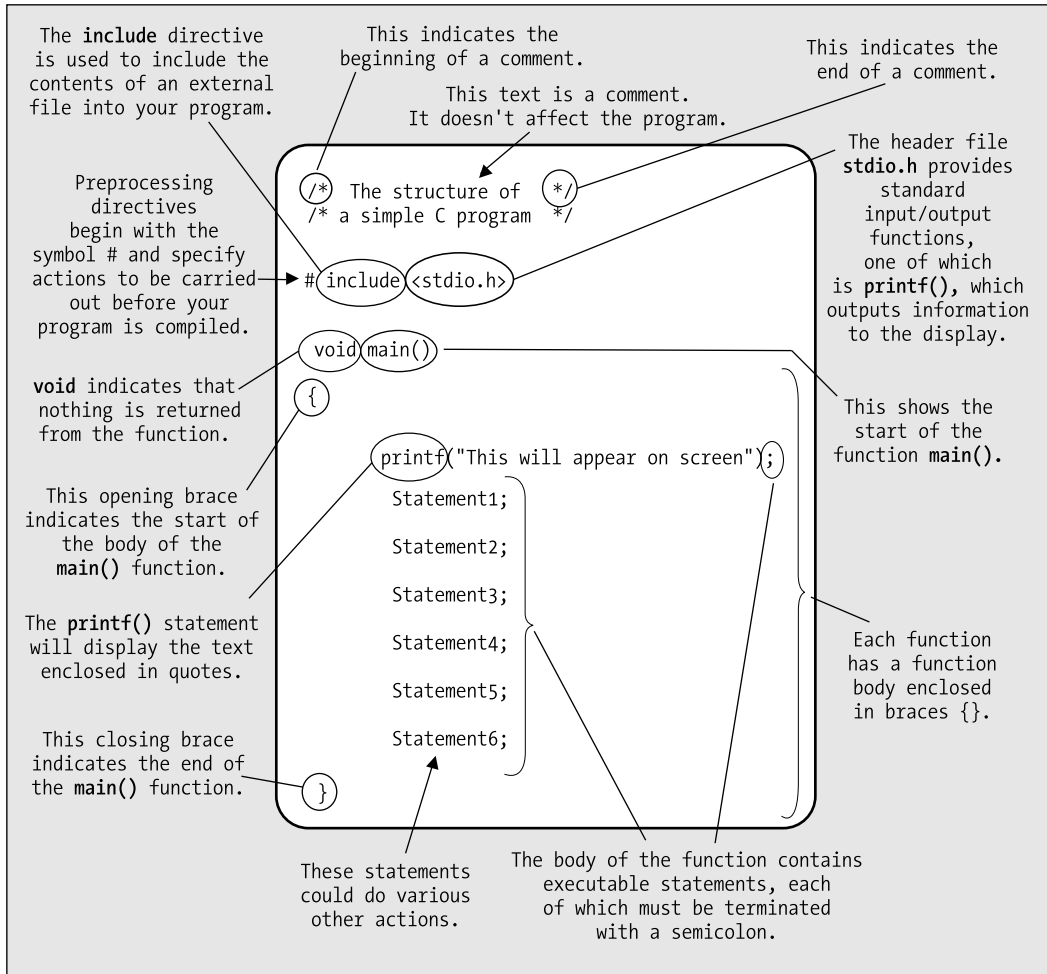 The include directive
is used to include the
contents of an external
file into your program.
This indicates the
beginning of a comment.
This text is a comment.
It doesn't affect the program.
This indicates the
end of a comment.
The header file
stdio.h provides
standard
input/output
functions,
one of which
is printf(), which
outputs information
to the display.
Preprocessing
directives
begin with the
symbol # and specify
actions to be carried
out before your
program is compiled.
/* The structure of */
/* a simple C program */
# include <stdio.h>
void main()
{
printf("This will appear on screen");
Statement1;
Statement2;
Statement3;
Statement4;
Statement5;
Statement6;
}
void indicates that
nothing is returned
from the function.
This shows the
start of the
function main().
This opening brace
indicates the start of
the body of the
main() function.
The printf() statement
will display the text
enclosed in quotes.
Each function
has a function
body enclosed
in braces {}.
This closing brace
indicates the end of
the main() function.
These statements
could do various
other actions.
The body of the function contains
executable statements, each
of which must be terminated
with a semicolon.